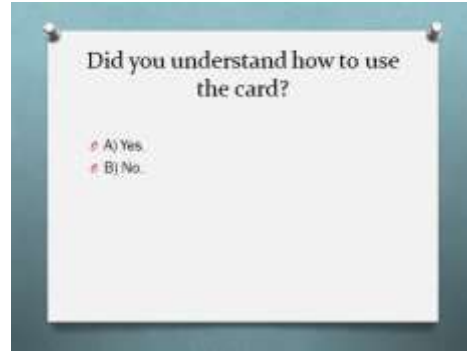 Did you understand how to use
the card?
A) Yes.
B) No.